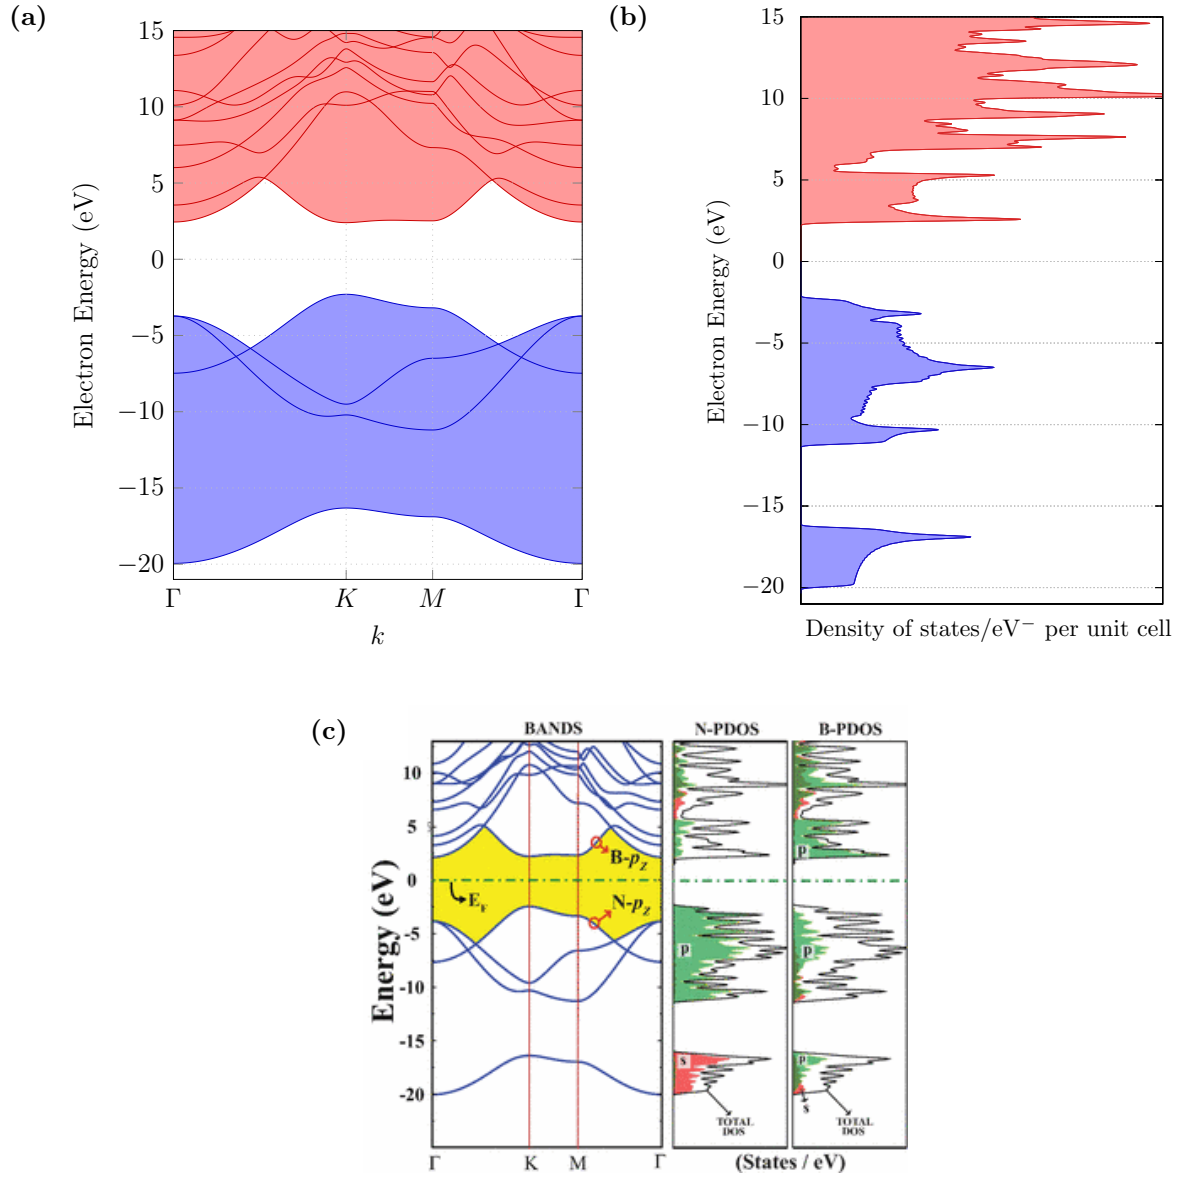 (a)
15
10
5
0
−5
−10
−15
−20
Electron Energy (eV)
Γ K M Γ
k
(b)
15
10
5
0
−5
−10
−15
−20
Electron Energy (eV)
Density of states/eV⁻ per unit cell
(c)
BANDS N-PDOS B-PDOS
10
5
0
-5
-10
-15
-20
Energy (eV)
B-pZ
EF
N-pZ
p
p
p
s
p
s
TOTAL
DOS
TOTAL
DOS
Γ K M Γ
(States / eV)